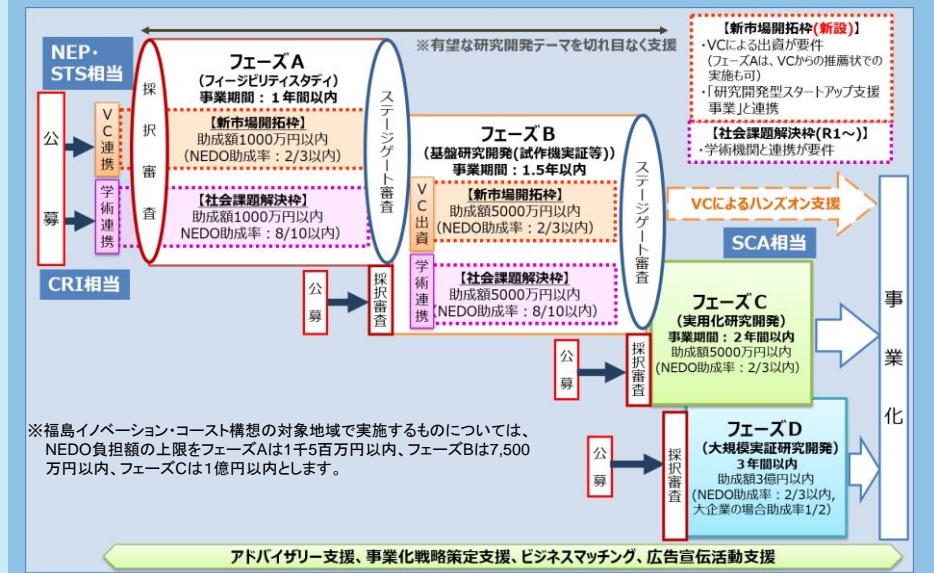 ※有望な研究開発テーマを切れ目なく支援
NEP・
STS相当
公募
VC連携
学術連携
CRI相当
採択審査
フェーズA
(フィージビリティスタディ)
事業期間：１年間以内
【新市場開拓枠】
助成額1000万円以内
(NEDO助成率：2/3以内)
【社会課題解決枠】
助成額1000万円以内
NEDO助成率：8/10以内)
ステージゲート審査
公募
採択審査
フェーズB
(基盤研究開発(試作機実証等))
事業期間：1.5年以内
VC出資
【新市場開拓枠】
助成額5000万円以内
(NEDO助成率：2/3以内)
学術連携
【社会課題解決枠】
助成額5000万円以内
(NEDO助成率：8/10以内)
ステージゲート審査
【新市場開拓枠(新設)】
・VCによる出資が要件
(フェーズAは、VCからの推薦状での
実施も可)
・「研究開発型スタートアップ支援
事業」と連携
【社会課題解決枠(R1～)】
・学術機関と連携が要件
VCによるハンズオン支援
SCA相当
公募
採択審査
フェーズC
(実用化研究開発)
事業期間：２年間以内
助成額5000万円以内
(NEDO助成率：2/3以内)
公募
採択審査
フェーズD
(大規模実証研究開発)
３年間以内
助成額3億円以内
(NEDO助成率：2/3以内,
大企業の場合助成率1/2)
事業化
※福島イノベーション・コースト構想の対象地域で実施するものについては、
NEDO負担額の上限をフェーズAは1千5百万円以内、フェーズBは7,500
万円以内、フェーズCは1億円以内とします。
アドバイザリー支援、事業化戦略策定支援、ビジネスマッチング、広告宣伝活動支援